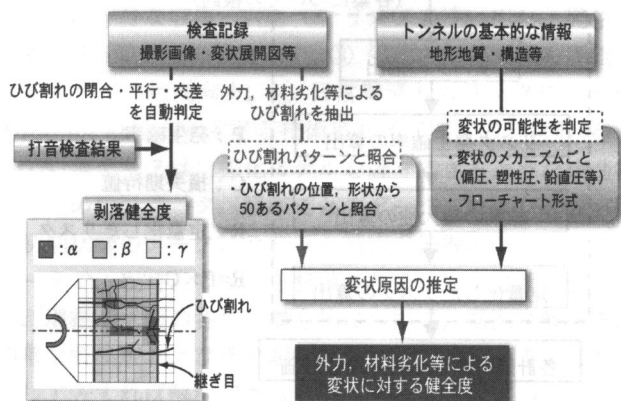 検査記録
撮影画像・変状展開図等
トンネルの基本的な情報
地形地質・構造等
ひび割れの閉合・平行・交差
を自動判定
外力，材料劣化等による
ひび割れを抽出
打音検査結果
ひび割れパターンと照合
・ひび割れの位置，形状から
50あるパターンと照合
変状の可能性を判定
・変状のメカニズムごと
（偏圧、塑性圧、鉛直圧等）
・フローチャート形式
剥落健全度
：α ：β ：γ
ひび割れ
継ぎ目
変状原因の推定
外力，材料劣化等による
変状に対する健全度